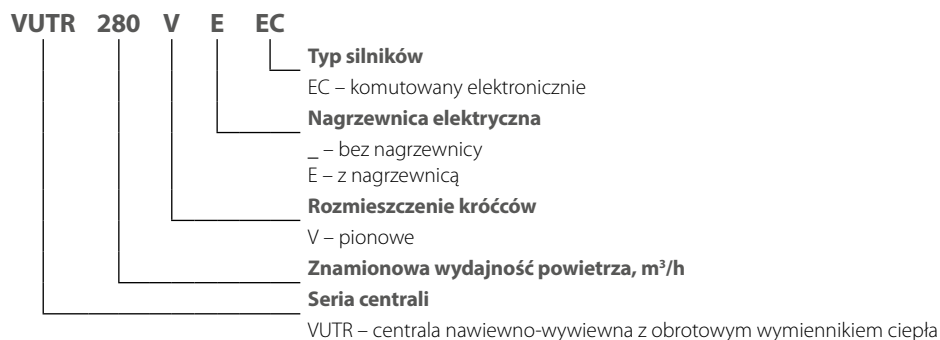 VUTR 280 V E EC
Typ silników
EC – komutowany elektronicznie
Nagrzewnica elektryczna
_ – bez nagrzewnicy
E – z nagrzewnicą
Rozmieszczenie króćców
V – pionowe
Znamionowa wydajność powietrza, m³/h
Seria centrali
VUTR – centrala nawiewno-wywiewna z obrotowym wymiennikiem ciepła